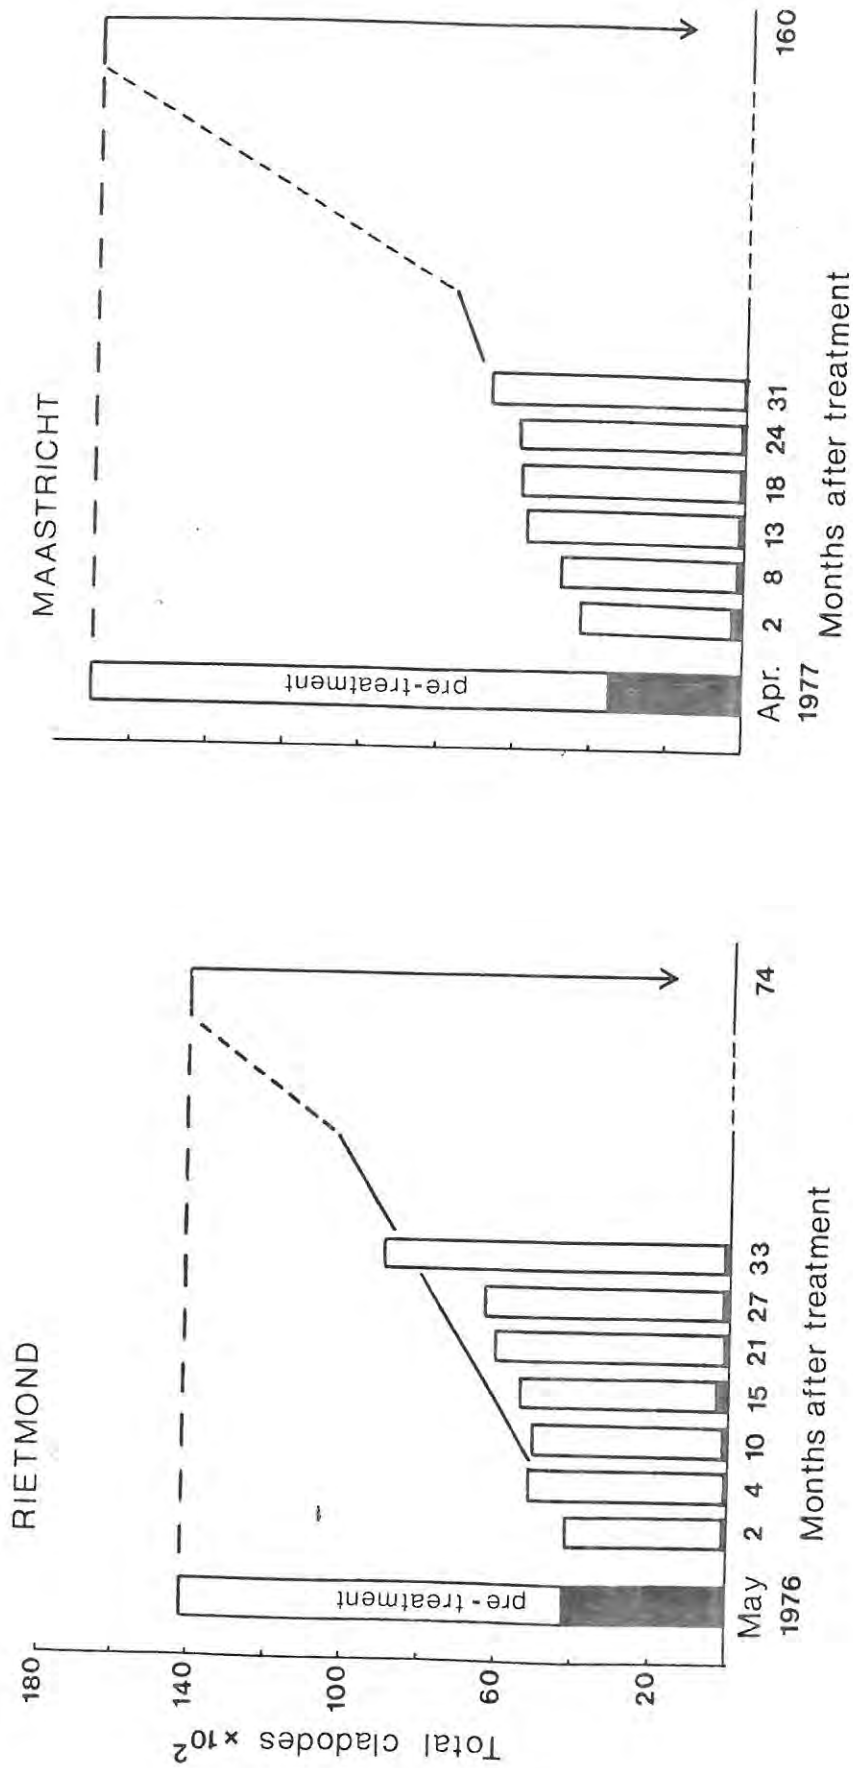 RIETMOND
180
140
100
60
20
Total cladodes × 10²
pre-treatment
May 2 4 10 15 21 27 33 74
1976
Months after treatment
MAASTRICHT
pre-treatment
Apr. 2 8 13 18 24 31 160
1977
Months after treatment